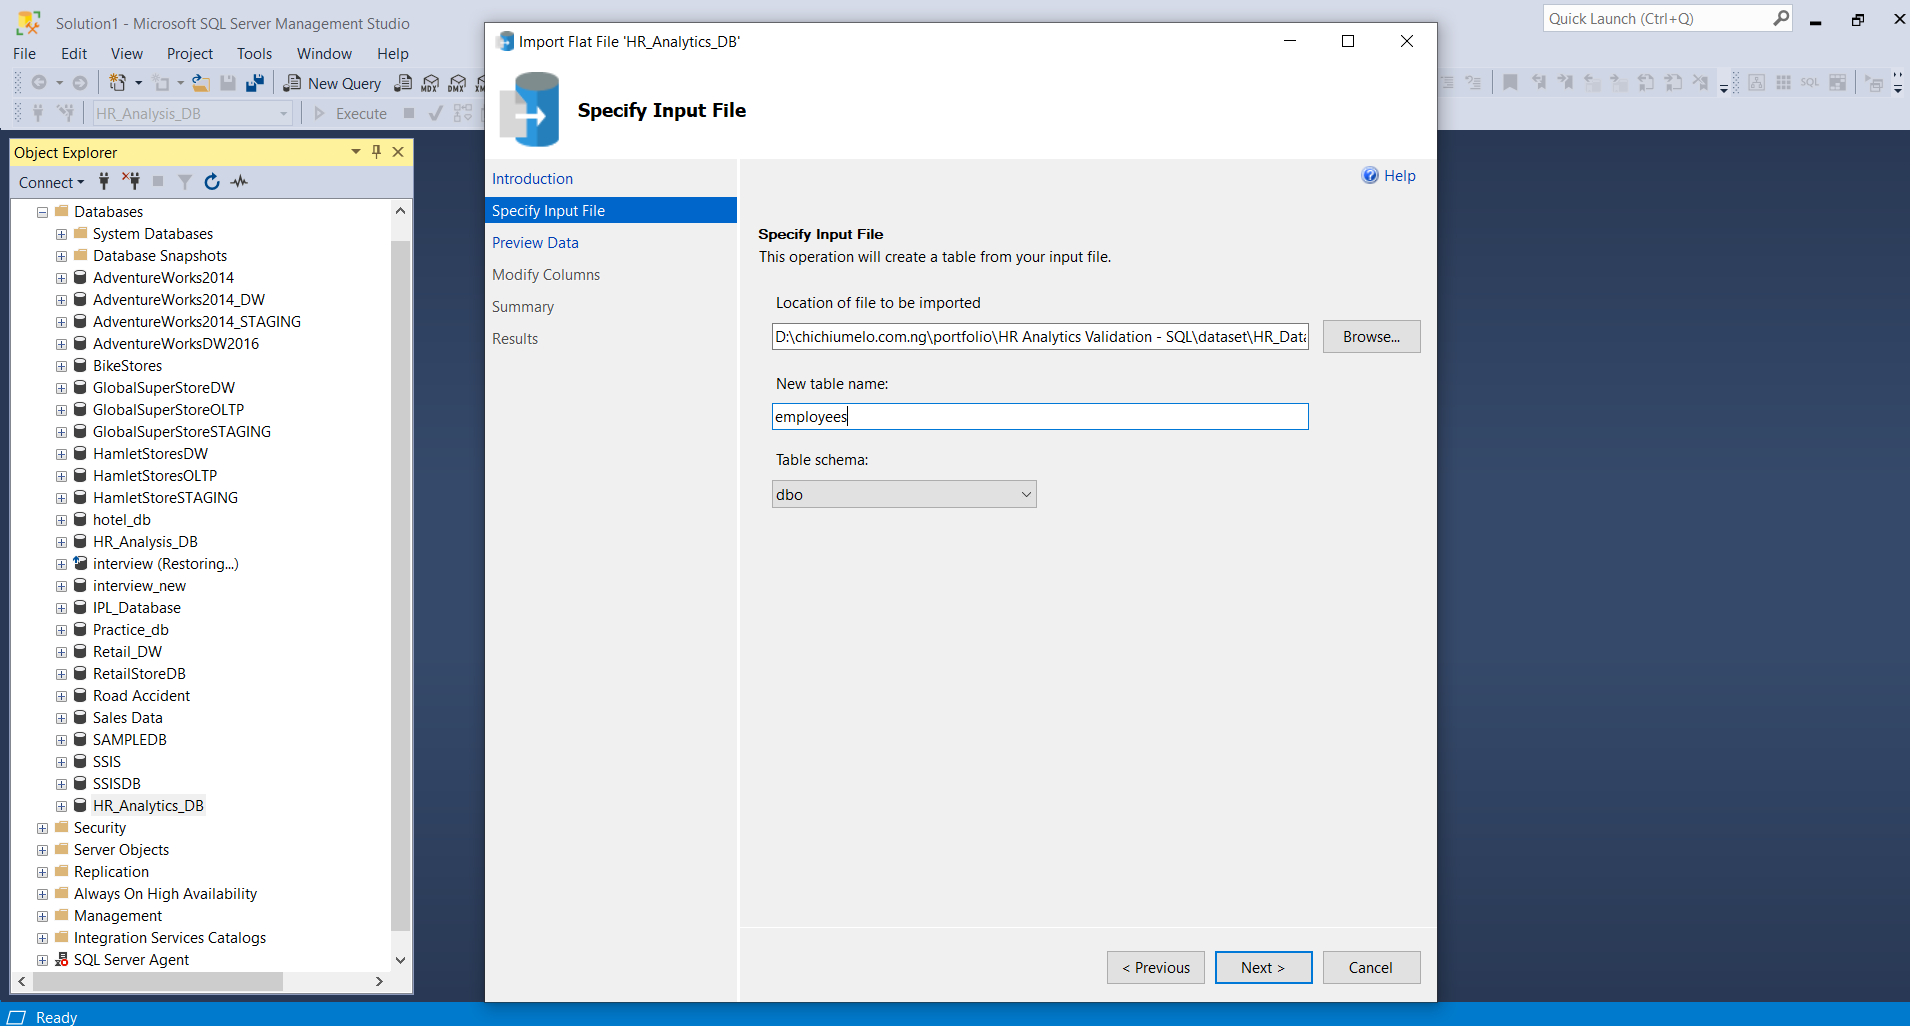 Solution1 - Microsoft SQL Server Management Studio
Quick Launch (Ctrl+Q)
File Edit View Project Tools Window Help
New Query MDX DMX SQL
HR_Analysis_DB Execute
Object Explorer
Connect
Databases
System Databases
Database Snapshots
AdventureWorks2014
AdventureWorks2014_DW
AdventureWorks2014_STAGING
AdventureWorksDW2016
BikeStores
GlobalSuperStoreDW
GlobalSuperStoreOLTP
GlobalSuperStoreSTAGING
HamletStoresDW
HamletStoresOLTP
HamletStoreSTAGING
hotel_db
HR_Analysis_DB
interview (Restoring...)
interview_new
IPL_Database
Practice_db
Retail_DW
RetailStoreDB
Road Accident
Sales Data
SAMPLEDB
SSIS
SSISDB
HR_Analytics_DB
Security
Server Objects
Replication
Always On High Availability
Management
Integration Services Catalogs
SQL Server Agent
Import Flat File 'HR_Analytics_DB'
Specify Input File
Introduction
Specify Input File
Preview Data
Modify Columns
Summary
Results
Help
Specify Input File
This operation will create a table from your input file.
Location of file to be imported
D:\chichiumelo.com.ng\portfolio\HR Analytics Validation - SQL\dataset\HR_Data
Browse...
New table name:
employees
Table schema:
dbo
< Previous Next > Cancel
Ready